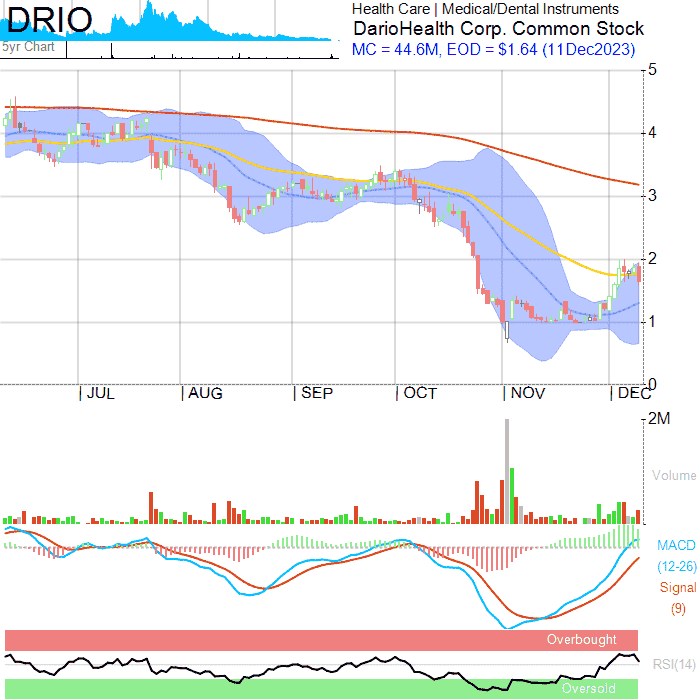 DRIO
5yr Chart
Health Care | Medical/Dental Instruments
DarioHealth Corp. Common Stock
MC = 44.6M, EOD = $1.64 (11Dec2023)
5
4
3
2
1
0
JUL AUG SEP OCT NOV DEC
2M
Volume
MACD
(12-26)
Signal
(9)
Overbought
RSI(14)
Oversold